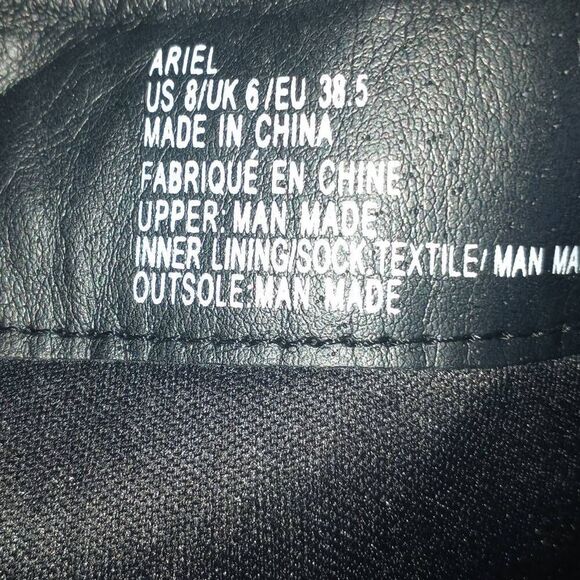 ARIEL
US 8/UK 6/EU 38.5
MADE IN CHINA
FABRIQUÉ EN CHINE
UPPER: MAN MADE
INNER LINING/SOCK TEXTILE/ MAN MA
OUTSOLE:MAN MADE